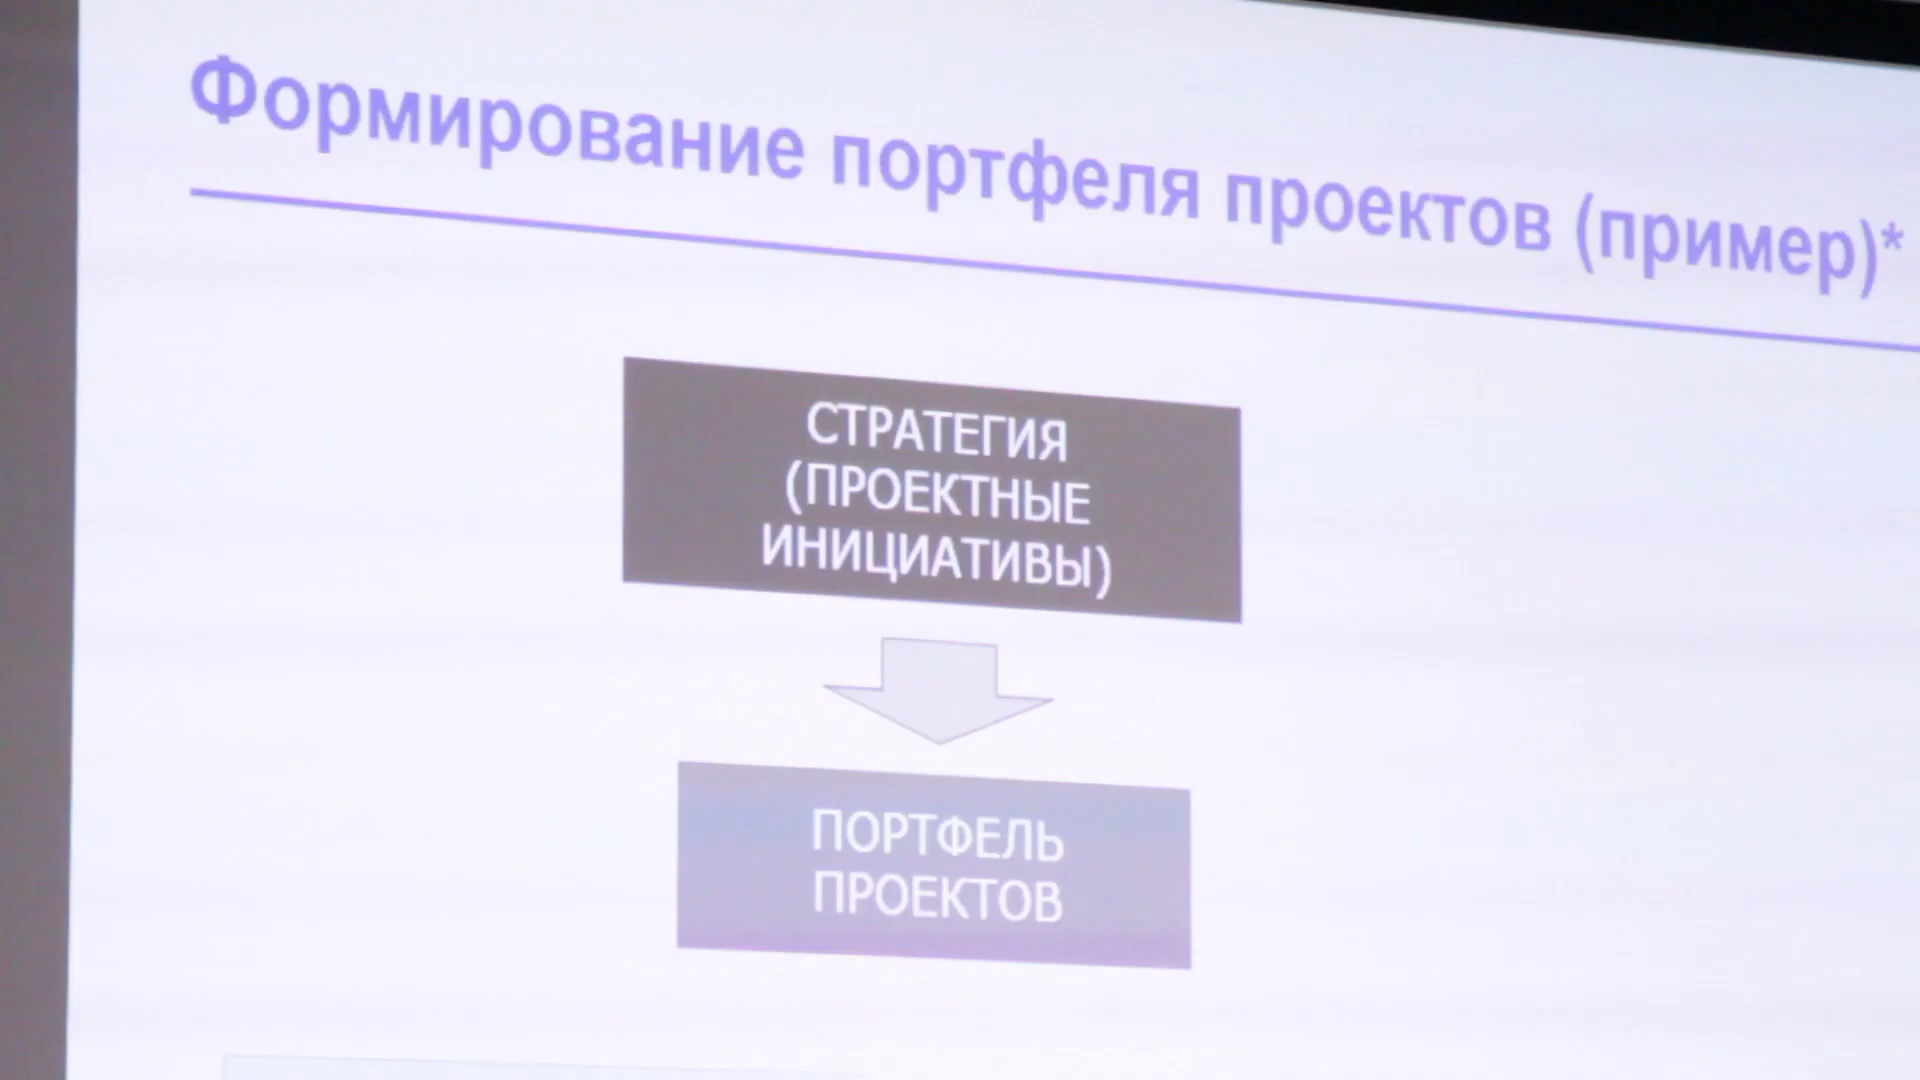 Формирование портфеля проектов (пример)*
СТРАТЕГИЯ
(ПРОЕКТНЫЕ
ИНИЦИАТИВЫ)
ПОРТФЕЛЬ
ПРОЕКТОВ